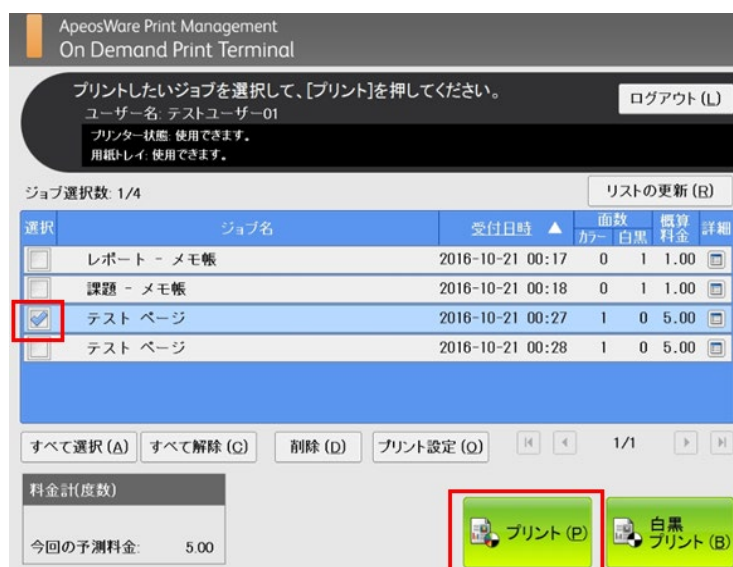 ApeosWare Print Management
On Demand Print Terminal
プリントしたいジョブを選択して、[プリント]を押してください。
ログアウト(L)
ユーザー名: テストユーザー01
プリンター状態: 使用できます。
用紙トレイ: 使用できます。
ジョブ選択数: 1/4
リストの更新(R)
選択 ジョブ名 受付日時 ▲ 面数 カラー 白黒 概算料金 詳細
レポート - メモ帳 2016-10-21 00:17 0 1 1.00
課題 - メモ帳 2016-10-21 00:18 0 1 1.00
テスト ページ 2016-10-21 00:27 1 0 5.00
テスト ページ 2016-10-21 00:28 1 0 5.00
すべて選択(A) すべて解除(C) 削除(D) プリント設定(O) 1/1
料金計(度数)
今回の予測料金: 5.00
プリント(P)
白黒
プリント(B)